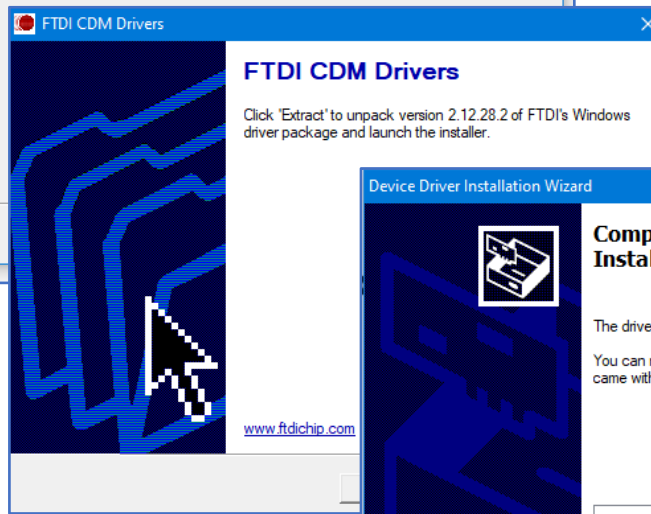 FTDI CDM Drivers
FTDI CDM Drivers
Click 'Extract' to unpack version 2.12.28.2 of FTDI's Windows
driver package and launch the installer.
www.ftdichip.com
Device Driver Installation Wizard
Comp
Instal
The drive
You can
came with